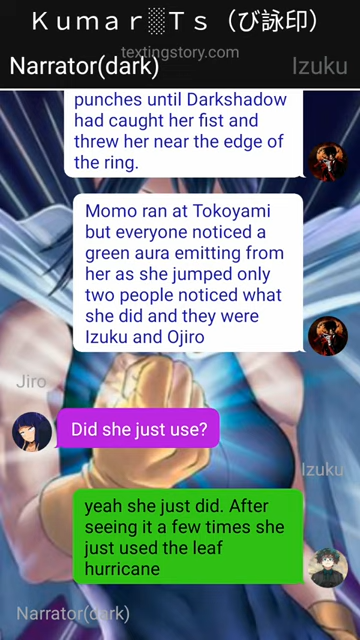 Kumar░Ts（び詠印）
textingstory.com
Narrator(dark)
Izuku
punches until Darkshadow
had caught her fist and
threw her near the edge of
the ring.
Momo ran at Tokoyami
but everyone noticed a
green aura emitting from
her as she jumped only
two people noticed what
she did and they were
Izuku and Ojiro
Jiro
Did she just use?
Izuku
yeah she just did. After
seeing it a few times she
just used the leaf
hurricane
Narrator(dark)